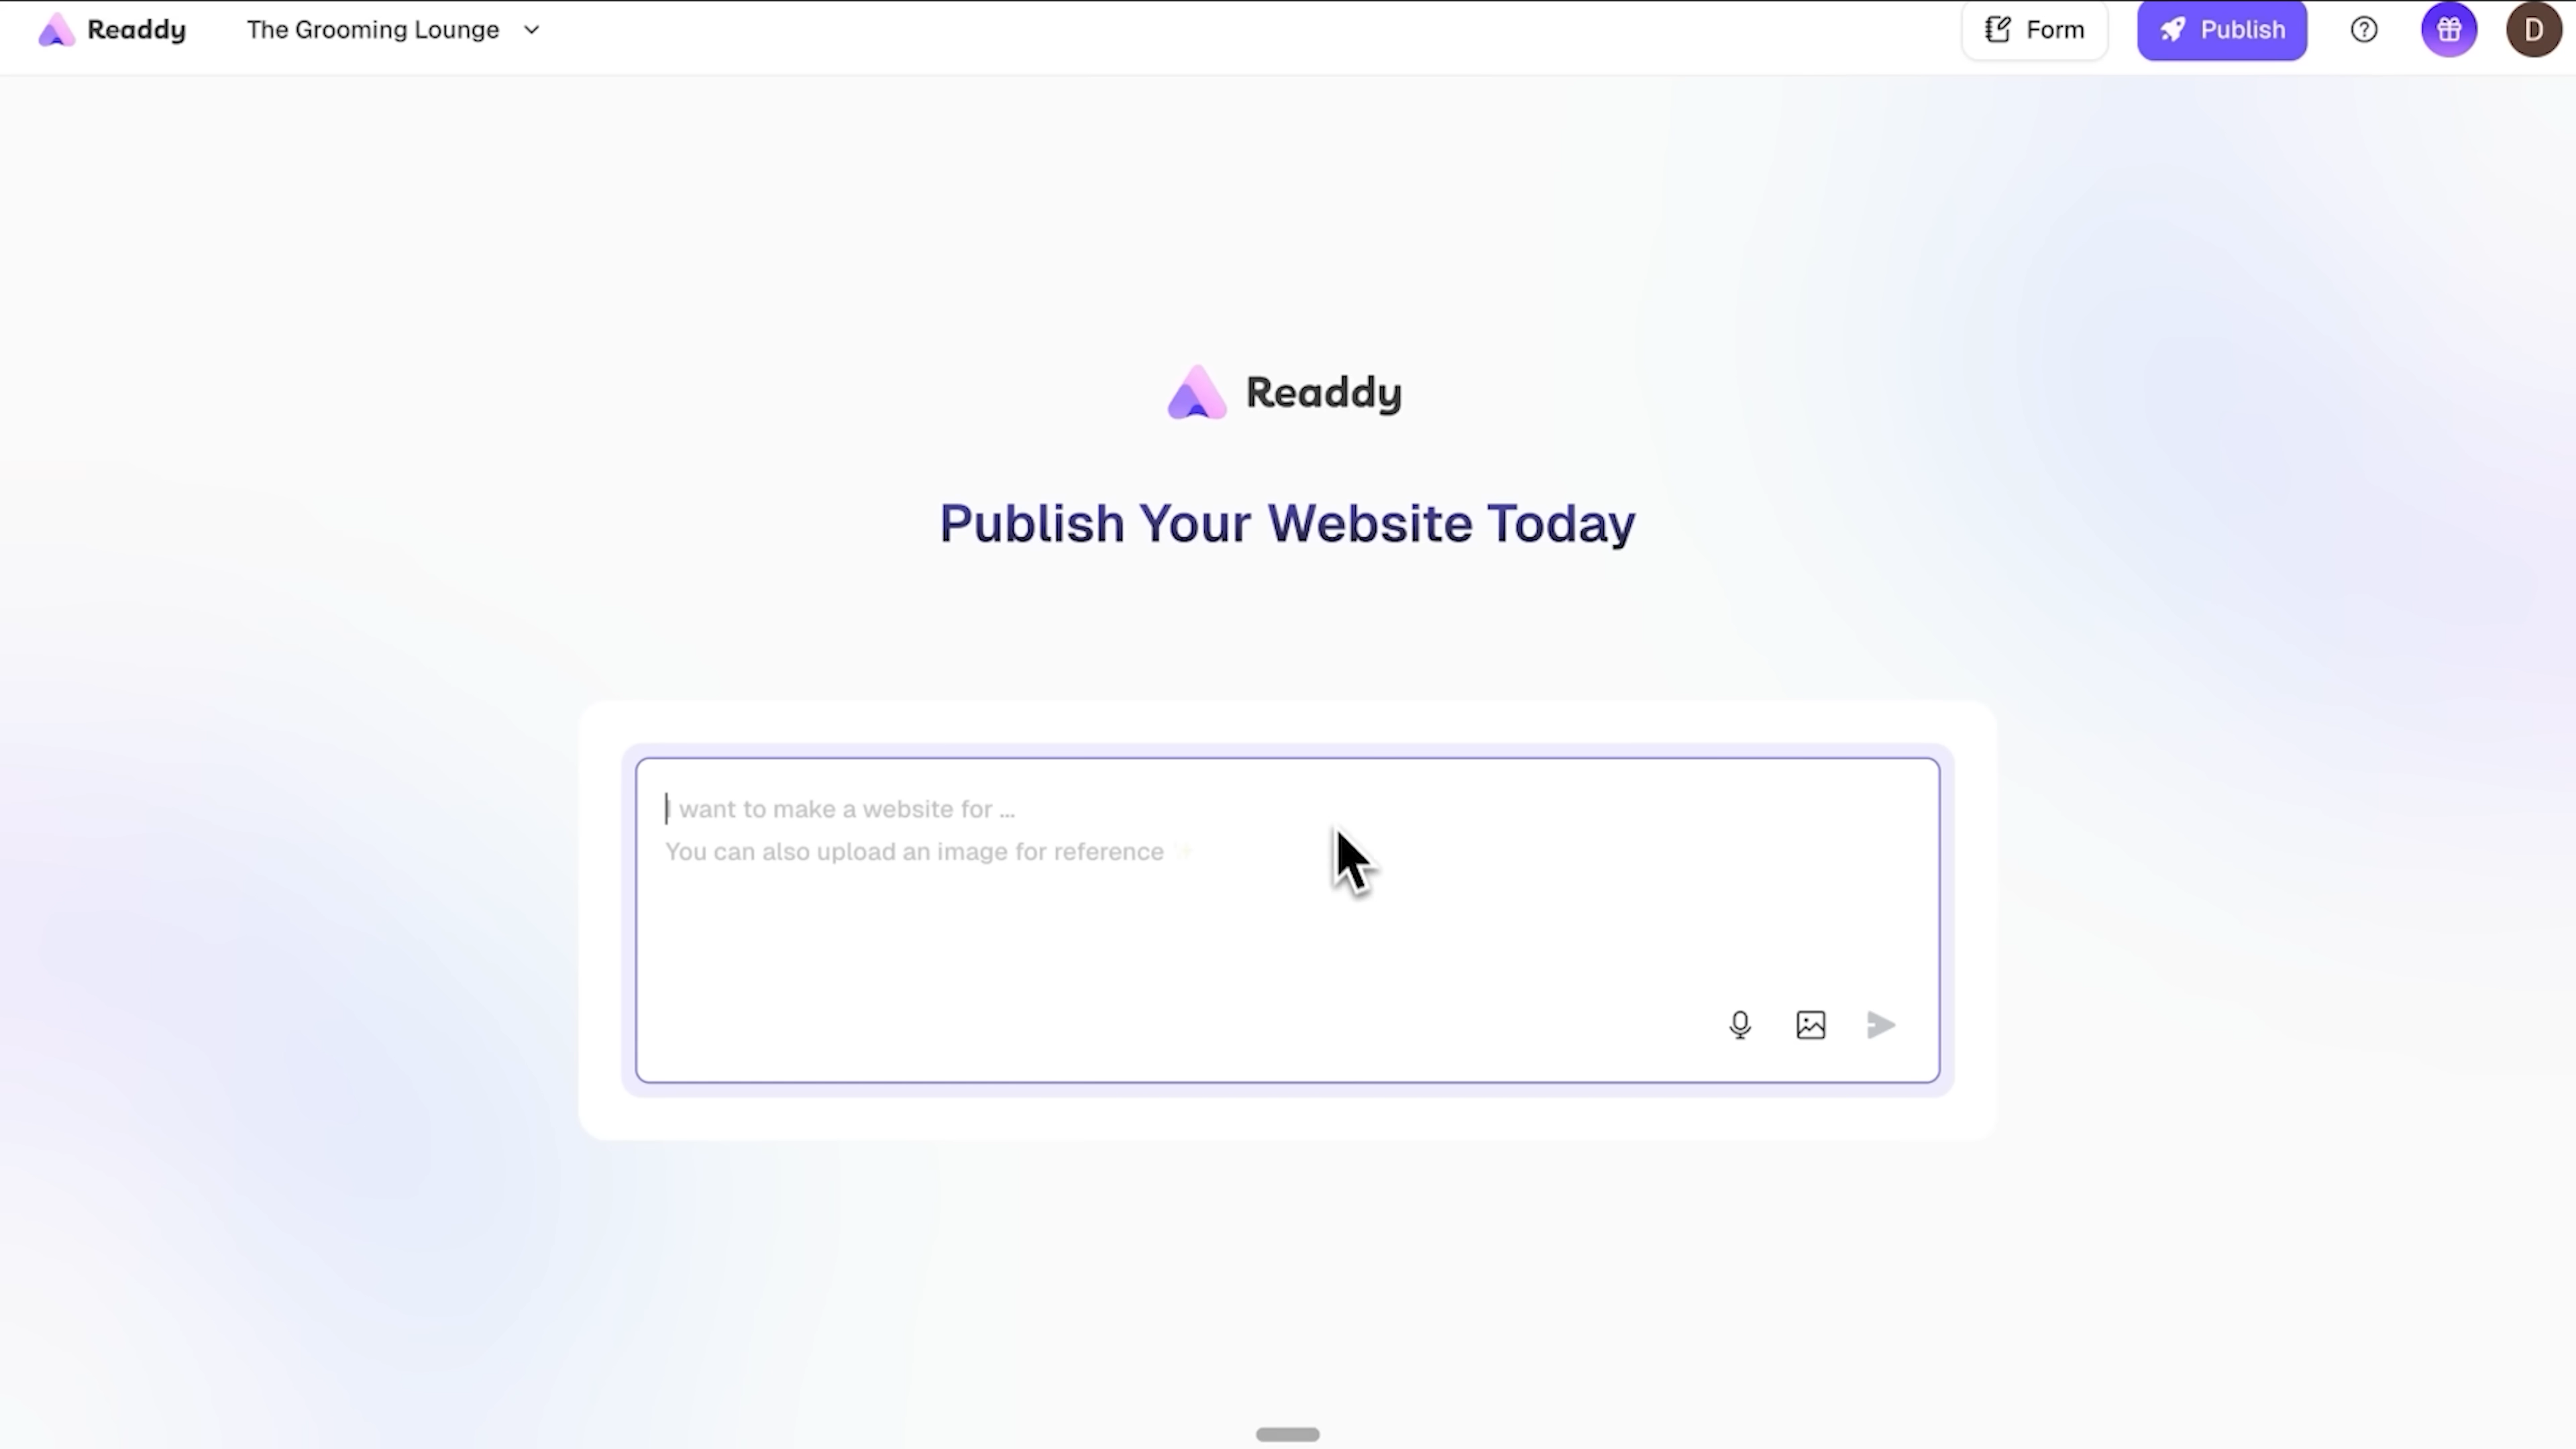 Readdy
The Grooming Lounge
Form
Publish
D
Readdy
Publish Your Website Today
I want to make a website for ...
You can also upload an image for reference ✨